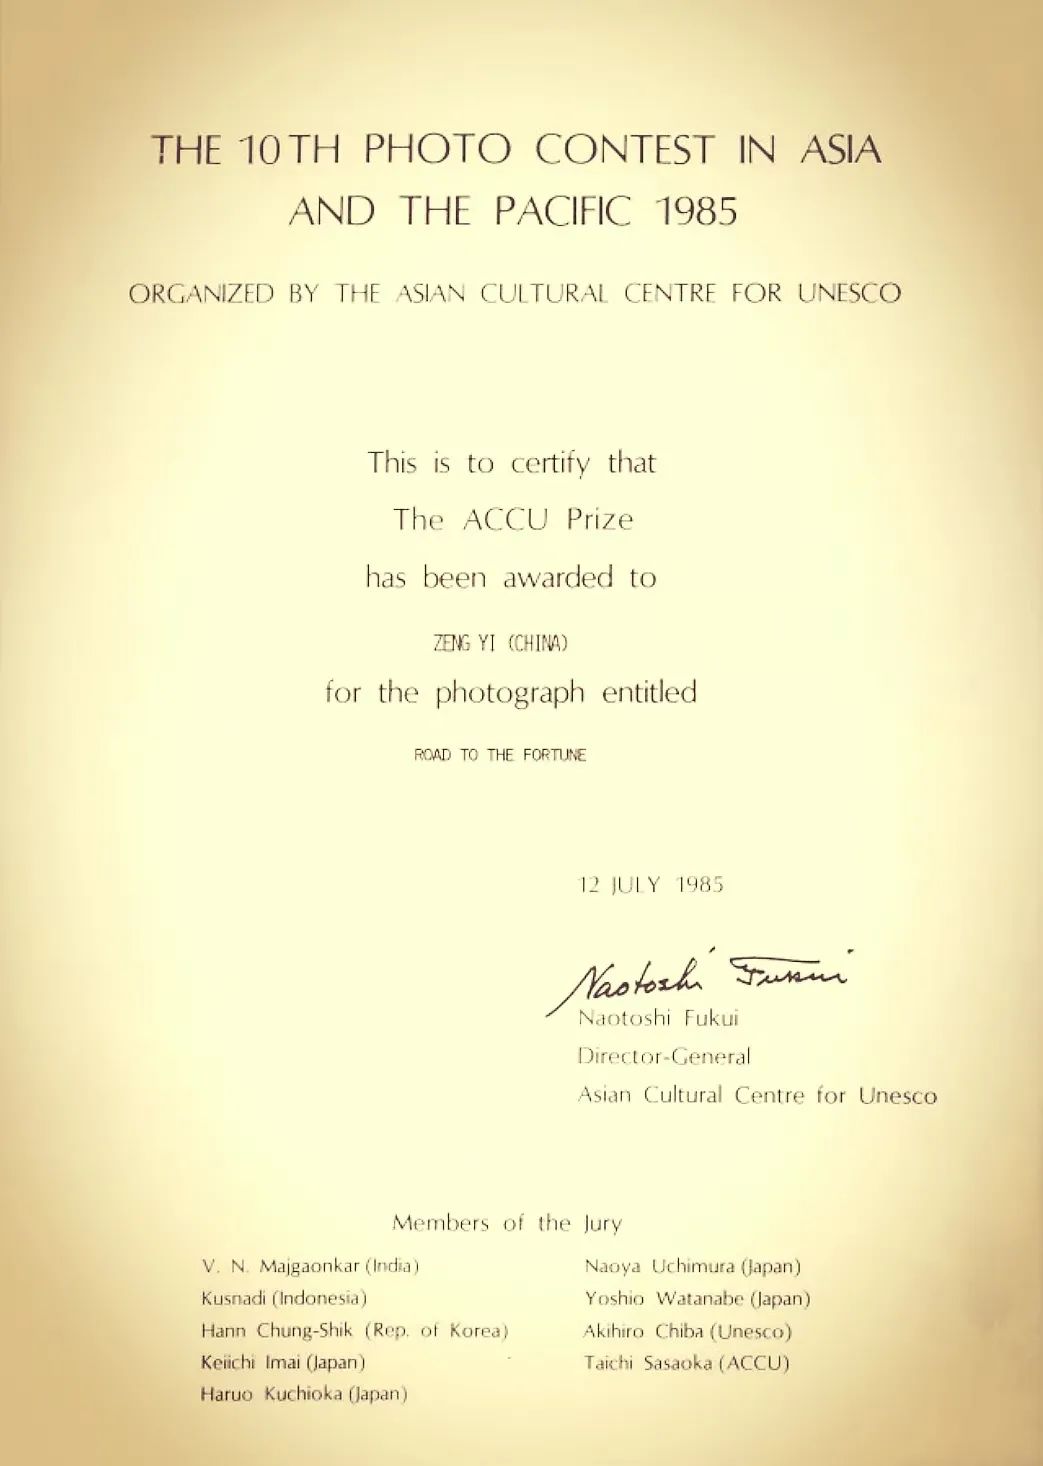 THE 10TH PHOTO CONTEST IN ASIA
AND THE PACIFIC 1985
ORGANIZED BY THE ASIAN CULTURAL CENTRE FOR UNESCO
This is to certify that
The ACCU Prize
has been awarded to
ZENG YI (CHINA)
for the photograph entitled
ROAD TO THE FORTUNE
12 JULY 1985
Naotoshi Fukui
Naotoshi Fukui
Director-General
Asian Cultural Centre for Unesco
Members of the Jury
V. N. Majgaonkar (India)
Kusnadi (Indonesia)
Hann Chung-Shik (Rep. of Korea)
Keiichi Imai (Japan)
Haruo Kuchioka (Japan)
Naoya Uchimura (Japan)
Yoshio Watanabe (Japan)
Akihiro Chiba (Unesco)
Taichi Sasaoka (ACCU)